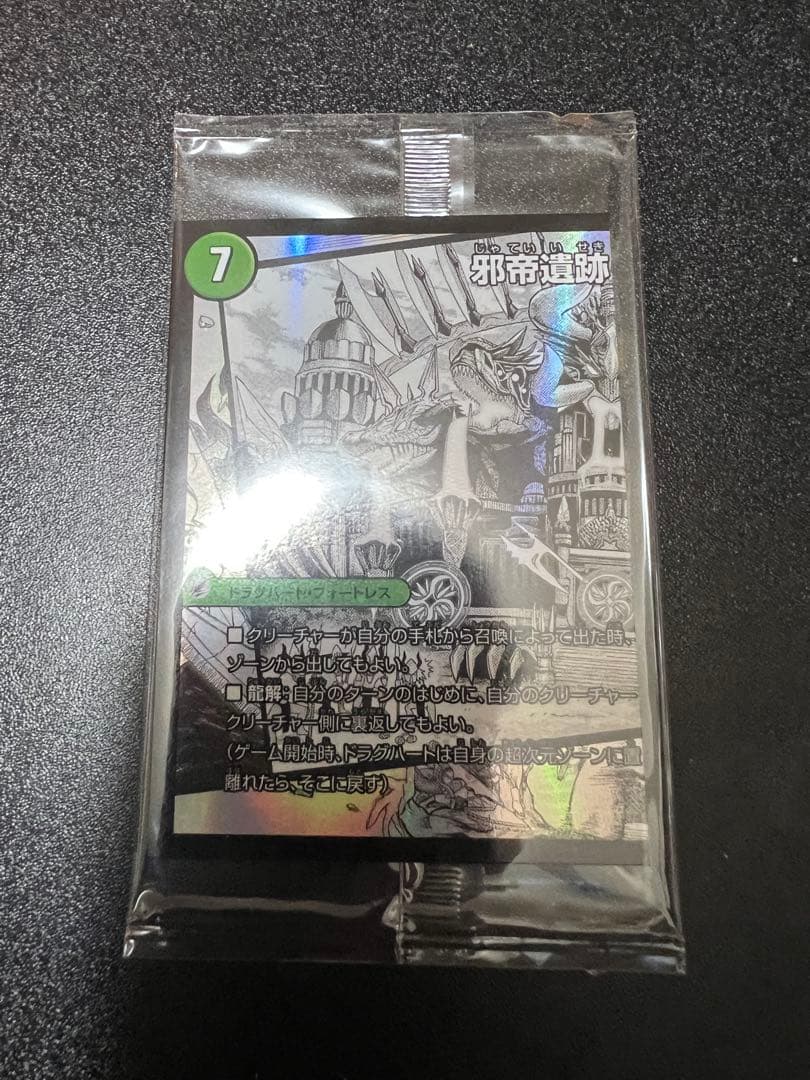 7
じゃ てい い せき
邪帝遺跡
ドラグハート・フォートレス
■ クリーチャーが自分の手札から召喚によって出た時、
ゾーンから出してもよい。
■ 龍解:自分のターンのはじめに、自分のクリーチャー
クリーチャー側に裏返してもよい。
(ゲーム開始時、ドラグハートは自身の超次元ゾーンに置
離れたら、そこに戻す)